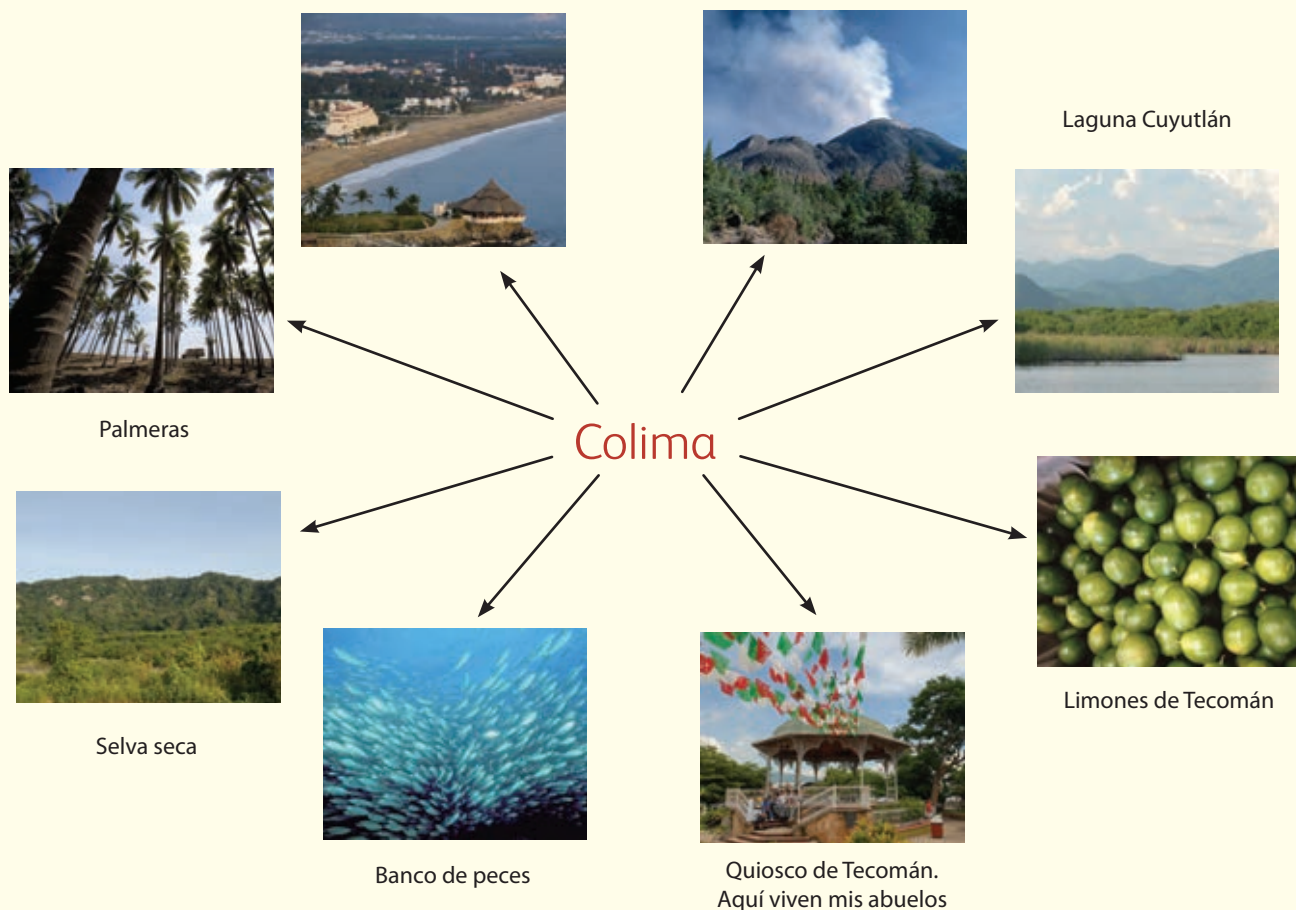 Laguna Cuyutlán
Palmeras
Colima
Limones de Tecomán
Selva seca
Banco de peces
Quiosco de Tecomán.
Aquí viven mis abuelos